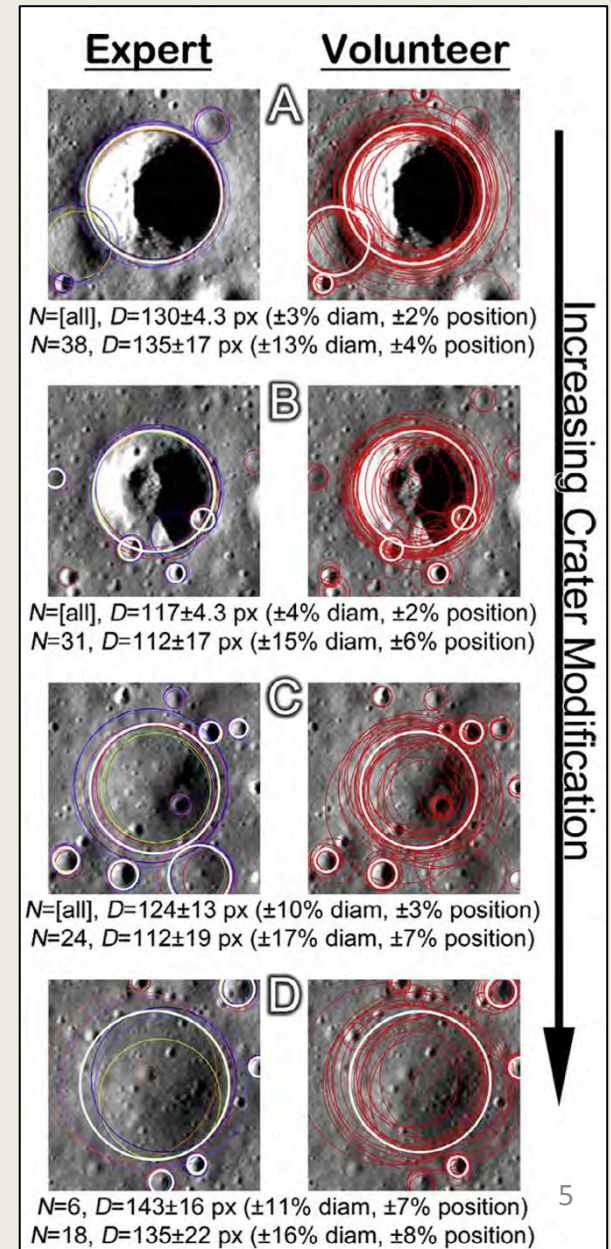 Expert Volunteer
A
N=[all], D=130±4.3 px (±3% diam, ±2% position)
N=38, D=135±17 px (±13% diam, ±4% position)
B
N=[all], D=117±4.3 px (±4% diam, ±2% position)
N=31, D=112±17 px (±15% diam, ±6% position)
C
N=[all], D=124±13 px (±10% diam, ±3% position)
N=24, D=112±19 px (±17% diam, ±7% position)
D
N=6, D=143±16 px (±11% diam, ±7% position)
N=18, D=135±22 px (±16% diam, ±8% position)
Increasing Crater Modification
5